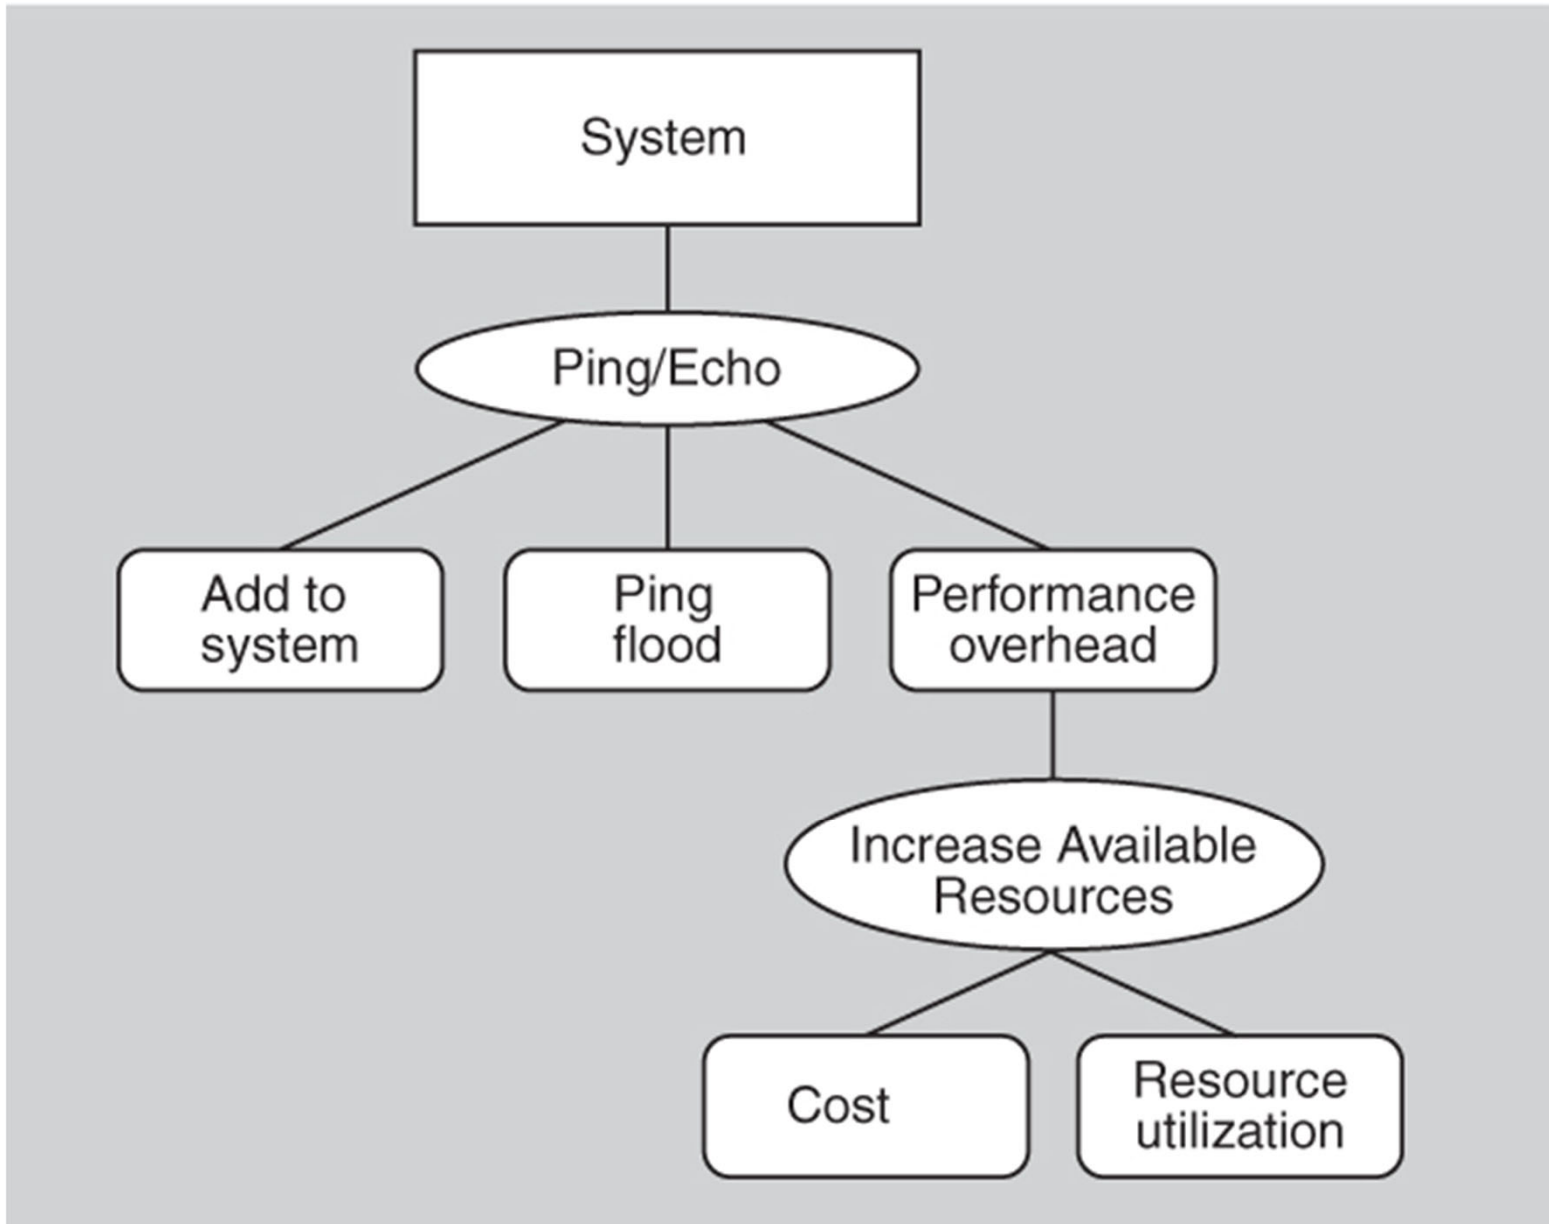 System
Ping/Echo
Add to
system
Ping
flood
Performance
overhead
Increase Available
Resources
Cost
Resource
utilization